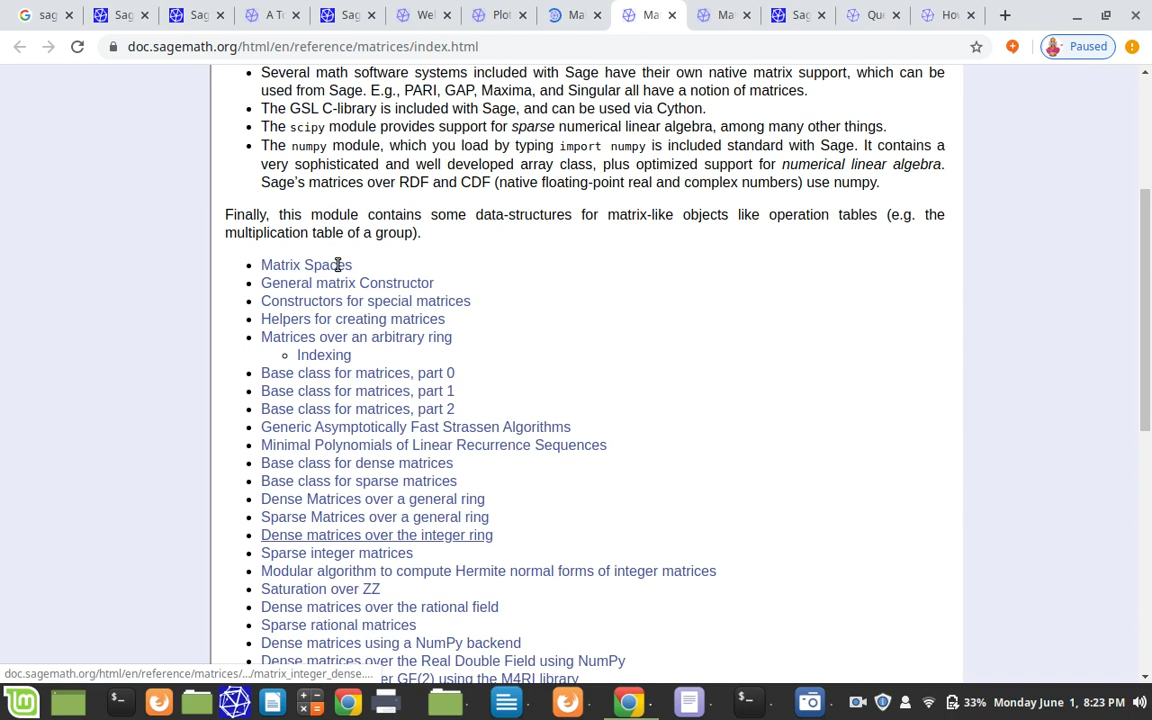 sag
Sag
Sag
A Tu
Sag
Wel
Plot
Ma
Ma
Ma
Sag
Que
How
doc.sagemath.org/html/en/reference/matrices/index.html
Paused
Several math software systems included with Sage have their own native matrix support, which can be
used from Sage. E.g., PARI, GAP, Maxima, and Singular all have a notion of matrices.
The GSL C-library is included with Sage, and can be used via Cython.
The scipy module provides support for sparse numerical linear algebra, among many other things.
The numpy module, which you load by typing import numpy is included standard with Sage. It contains a
very sophisticated and well developed array class, plus optimized support for numerical linear algebra.
Sage's matrices over RDF and CDF (native floating-point real and complex numbers) use numpy.
Finally, this module contains some data-structures for matrix-like objects like operation tables (e.g. the
multiplication table of a group).
Matrix Spaces
General matrix Constructor
Constructors for special matrices
Helpers for creating matrices
Matrices over an arbitrary ring
Indexing
Base class for matrices, part 0
Base class for matrices, part 1
Base class for matrices, part 2
Generic Asymptotically Fast Strassen Algorithms
Minimal Polynomials of Linear Recurrence Sequences
Base class for dense matrices
Base class for sparse matrices
Dense Matrices over a general ring
Sparse Matrices over a general ring
Dense matrices over the integer ring
Sparse integer matrices
Modular algorithm to compute Hermite normal forms of integer matrices
Saturation over ZZ
Dense matrices over the rational field
Sparse rational matrices
Dense matrices using a NumPy backend
Dense matrices over the Real Double Field using NumPy
doc.sagemath.org/html/en/reference/matrices/.../matrix_integer_dense....
er GF(2) using the M4RI library
33% Monday June 1, 8:23 PM